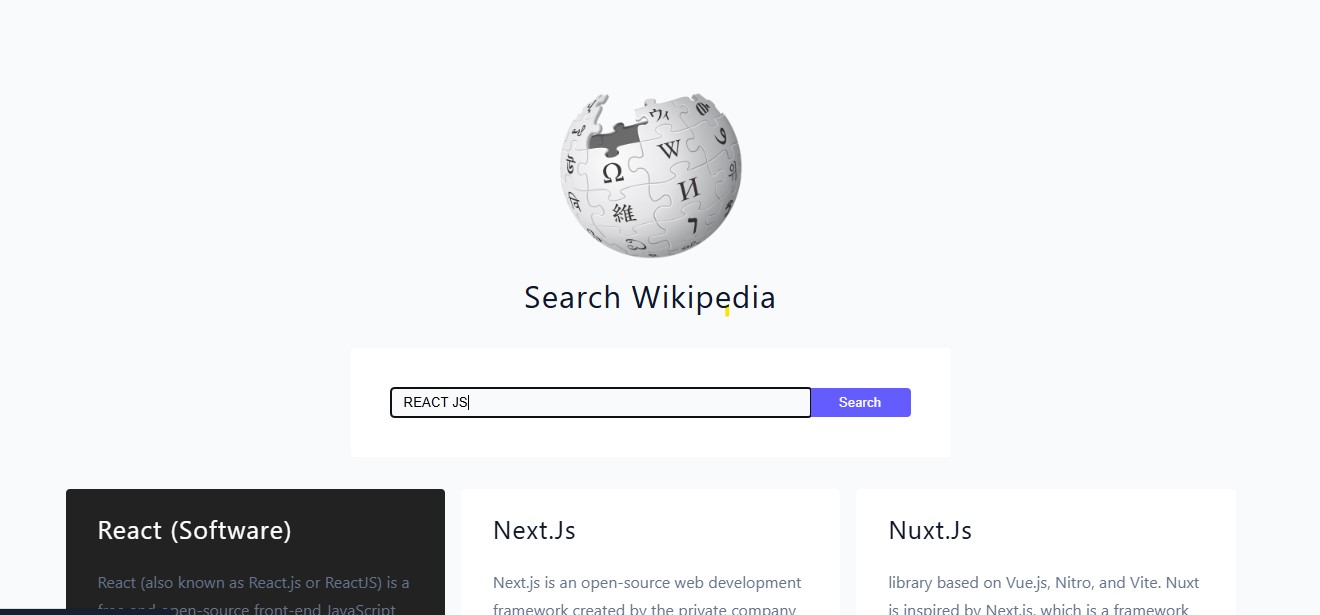 Ω W И 維 ウィ
Search Wikipedia
REACT JS
Search
React (Software)
React (also known as React.js or ReactJS) is a
free and open-source front-end JavaScript
Next.Js
Next.js is an open-source web development
framework created by the private company
Nuxt.Js
library based on Vue.js, Nitro, and Vite. Nuxt
is inspired by Next.js, which is a framework